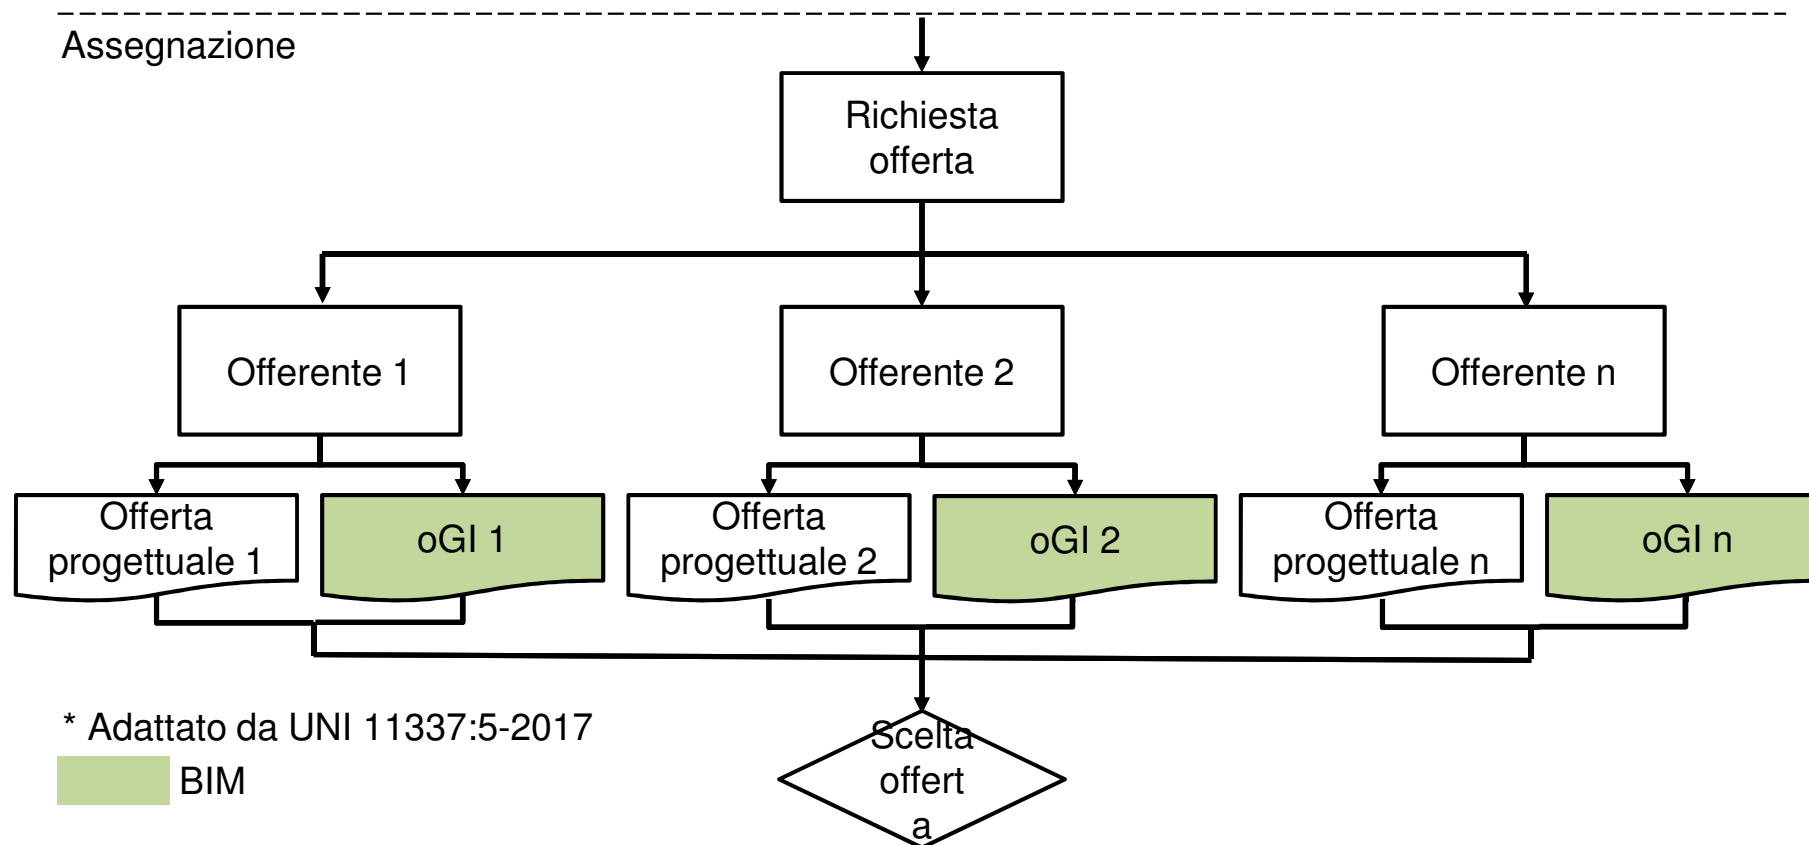 Assegnazione
Richiesta
offerta
Offerente 1
Offerente 2
Offerente n
Offerta
progettuale 1
oGI 1
Offerta
progettuale 2
oGI 2
Offerta
progettuale n
oGI n
* Adattato da UNI 11337:5-2017
BIM
Scelta
offert
a